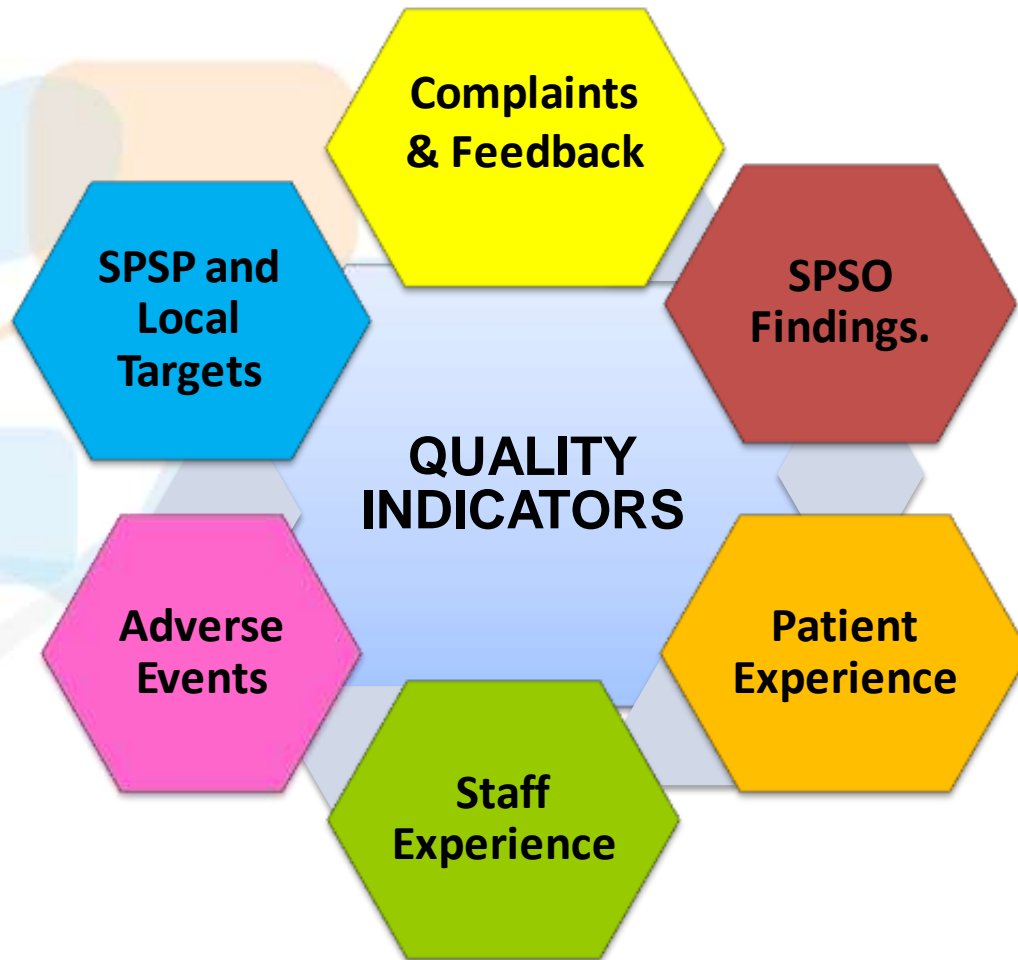 Complaints
& Feedback
SPSO
Findings.
Patient
Experience
Staff
Experience
Adverse
Events
SPSP and
Local
Targets
QUALITY
INDICATORS